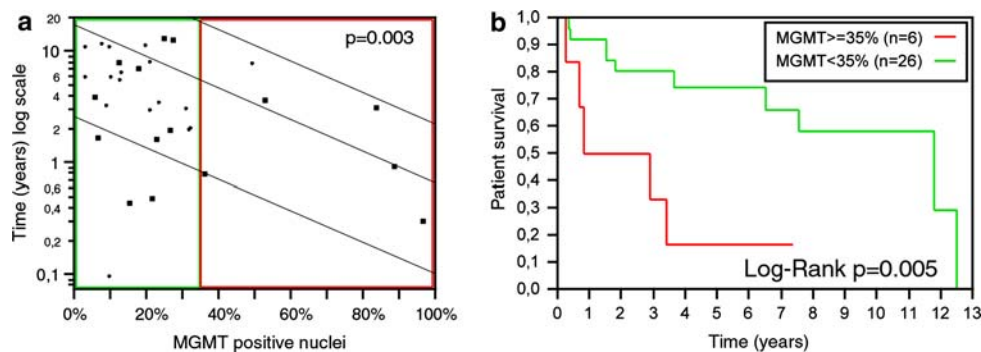 a
p=0.003
Time (years) log scale
20
10
6
4
2
1
0,6
0,4
0,2
0,1
0% 20% 40% 60% 80% 100%
MGMT positive nuclei
b
MGMT>=35% (n=6)
MGMT<35% (n=26)
Patient survival
1,0
0,9
0,8
0,7
0,6
0,5
0,4
0,3
0,2
0,1
0,0
Log-Rank p=0.005
0 1 2 3 4 5 6 7 8 9 10 11 12 13
Time (years)